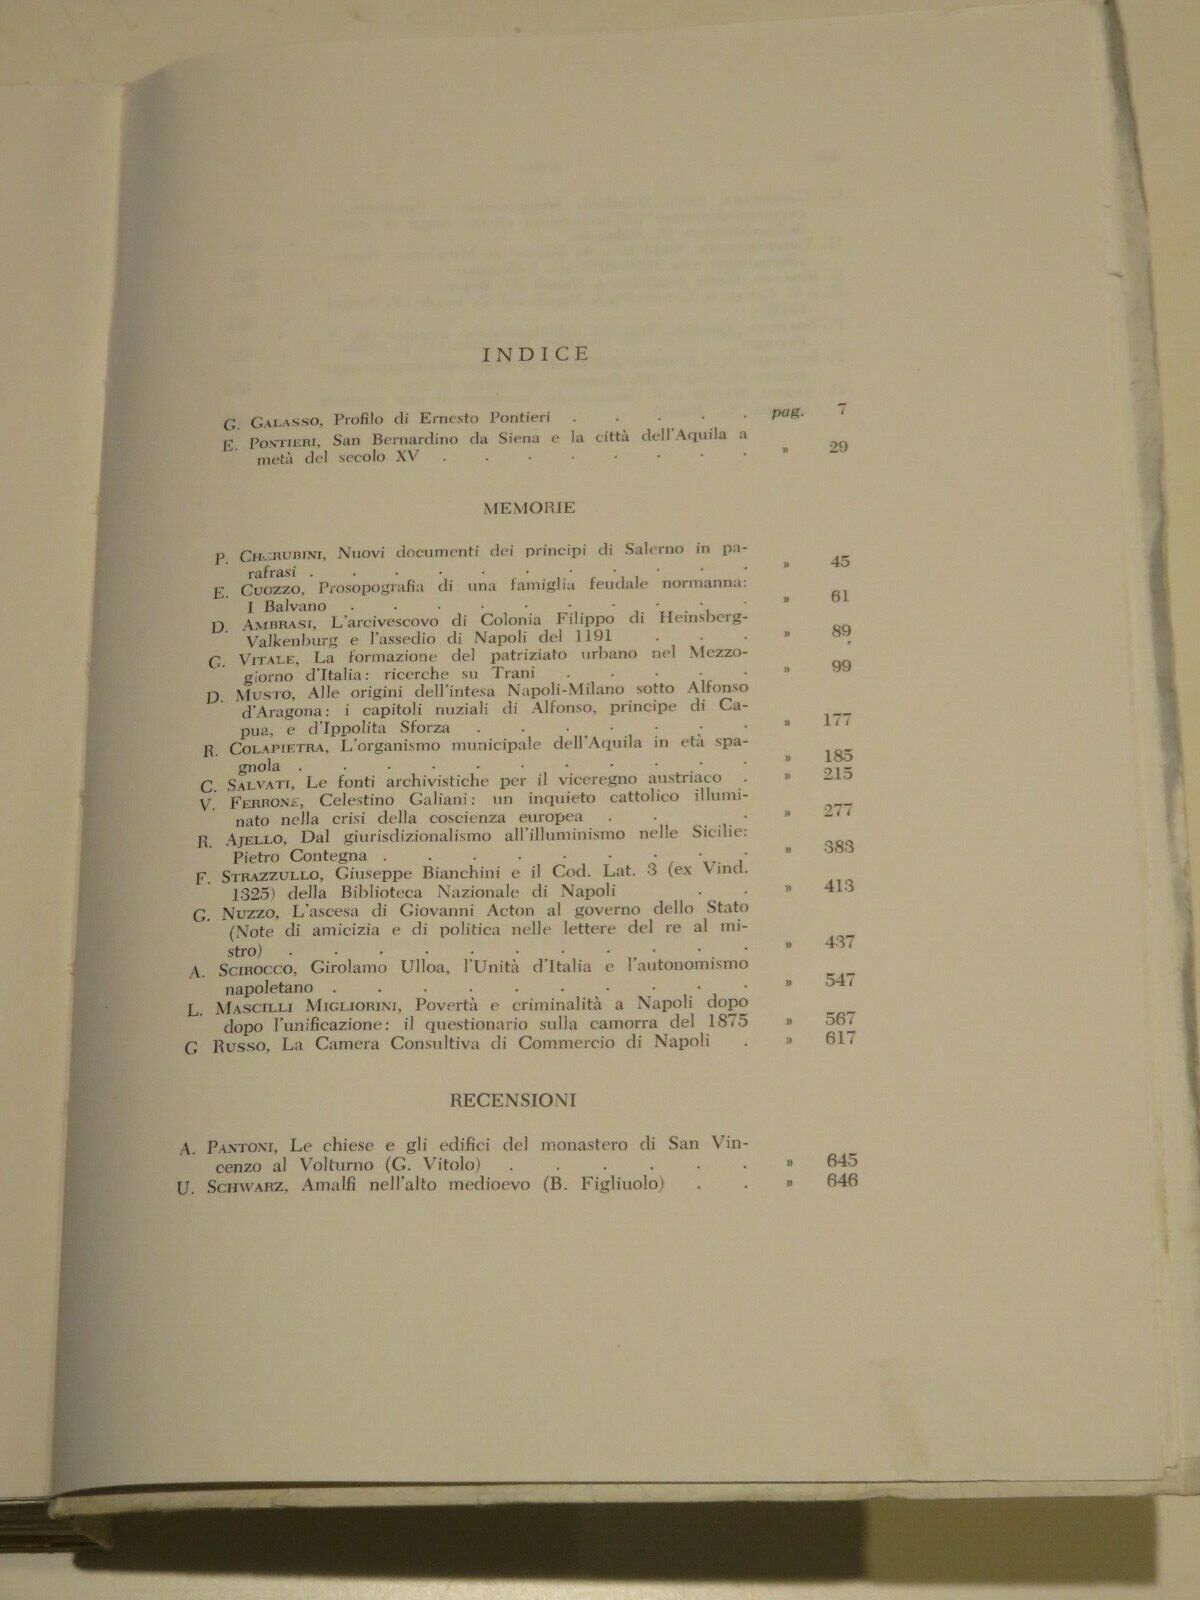 INDICE
G. Galasso, Profilo di Ernesto Pontieri . . . . . pag. 7
E. Pontieri, San Bernardino da Siena e la città dell'Aquila a
metà del secolo XV . . . . . . . . » 29
MEMORIE
P. Cherubini, Nuovi documenti dei principi di Salerno in pa-
rafrasi . . . . . . . . . . . » 45
E. Cuozzo, Prosopografia di una famiglia feudale normanna:
I Balvano . . . . . . . . . . » 61
D. Ambrasi, L'arcivescovo di Colonia Filippo di Heinsberg-
Valkenburg e l'assedio di Napoli del 1191 . . . » 89
G. Vitale, La formazione del patriziato urbano nel Mezzo-
giorno d'Italia: ricerche su Trani . . . . . » 99
D. Musto, Alle origini dell'intesa Napoli-Milano sotto Alfonso
d'Aragona: i capitoli nuziali di Alfonso, principe di Ca-
pua, e d'Ippolita Sforza . . . . . . . » 177
R. Colapietra, L'organismo municipale dell'Aquila in età spa-
gnola . . . . . . . . . . . » 185
C. Salvati, Le fonti archivistiche per il viceregno austriaco . » 215
V. Ferrone, Celestino Galiani: un inquieto cattolico illumi-
nato nella crisi della coscienza europea . . . . » 277
R. Ajello, Dal giurisdizionalismo all'illuminismo nelle Sicilie:
Pietro Contegna . . . . . . . . . » 383
F. Strazzullo, Giuseppe Bianchini e il Cod. Lat. 3 (ex Vind.
1325) della Biblioteca Nazionale di Napoli . . » 413
G. Nuzzo, L'ascesa di Giovanni Acton al governo dello Stato
(Note di amicizia e di politica nelle lettere del re al mi-
stro) . . . . . . . . . . . » 437
A. Scirocco, Girolamo Ulloa, l'Unità d'Italia e l'autonomismo
napoletano . . . . . . . . . . » 547
L. Mascilli Migliorini, Povertà e criminalità a Napoli dopo
dopo l'unificazione: il questionario sulla camorra del 1875 » 567
G Russo, La Camera Consultiva di Commercio di Napoli . » 617
RECENSIONI
A. Pantoni, Le chiese e gli edifici del monastero di San Vin-
cenzo al Volturno (G. Vitolo) . . . . . . » 645
U. Schwarz, Amalfi nell'alto medioevo (B. Figliuolo) . . » 646